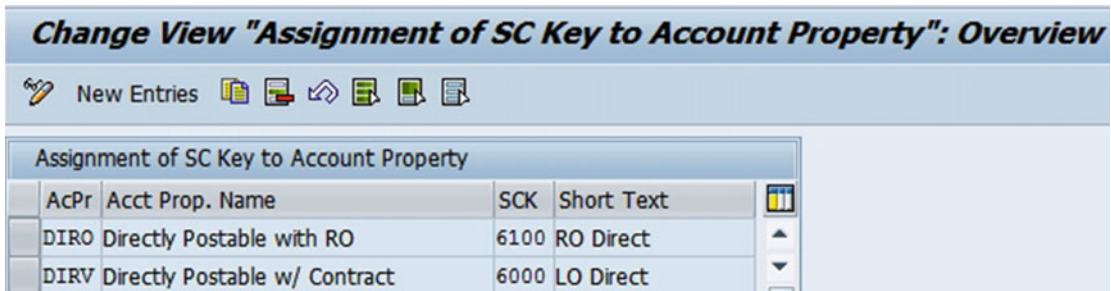 Change View "Assignment of SC Key to Account Property": Overview
New Entries
Assignment of SC Key to Account Property
AcPr Acct Prop. Name SCK Short Text
DIRO Directly Postable with RO 6100 RO Direct
DIRV Directly Postable w/ Contract 6000 LO Direct